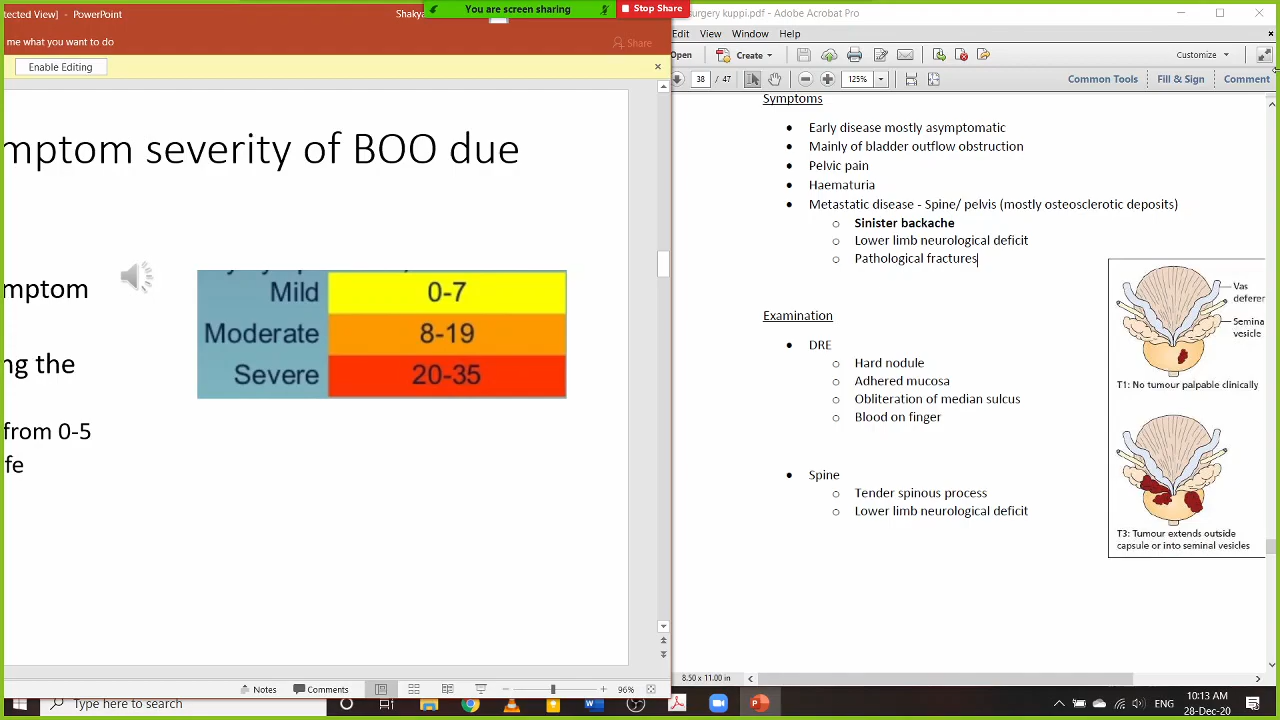 tected View] - PowerPoint
Shakya
You are screen sharing
Stop Share
me what you want to do
Share
Enable Editing
mptom severity of BOO due
mptom
ng the
from 0-5
fe
Mild 0-7
Moderate 8-19
Severe 20-35
Notes
Comments
96%
surgery kuppi.pdf - Adobe Acrobat Pro
Edit View Window Help
Open
Create
Customize
38 / 47
125%
Common Tools
Fill & Sign
Comment
Symptoms
• Early disease mostly asymptomatic
• Mainly of bladder outflow obstruction
• Pelvic pain
• Haematuria
• Metastatic disease - Spine/ pelvis (mostly osteosclerotic deposits)
o Sinister backache
o Lower limb neurological deficit
o Pathological fractures
Examination
• DRE
o Hard nodule
o Adhered mucosa
o Obliteration of median sulcus
o Blood on finger
• Spine
o Tender spinous process
o Lower limb neurological deficit
Vas
deferen
Semina
vesicle
T1: No tumour palpable clinically
T3: Tumour extends outside
capsule or into seminal vesicles
8.50 x 11.00 in
Type here to search
ENG
10:13 AM
28-Dec-20